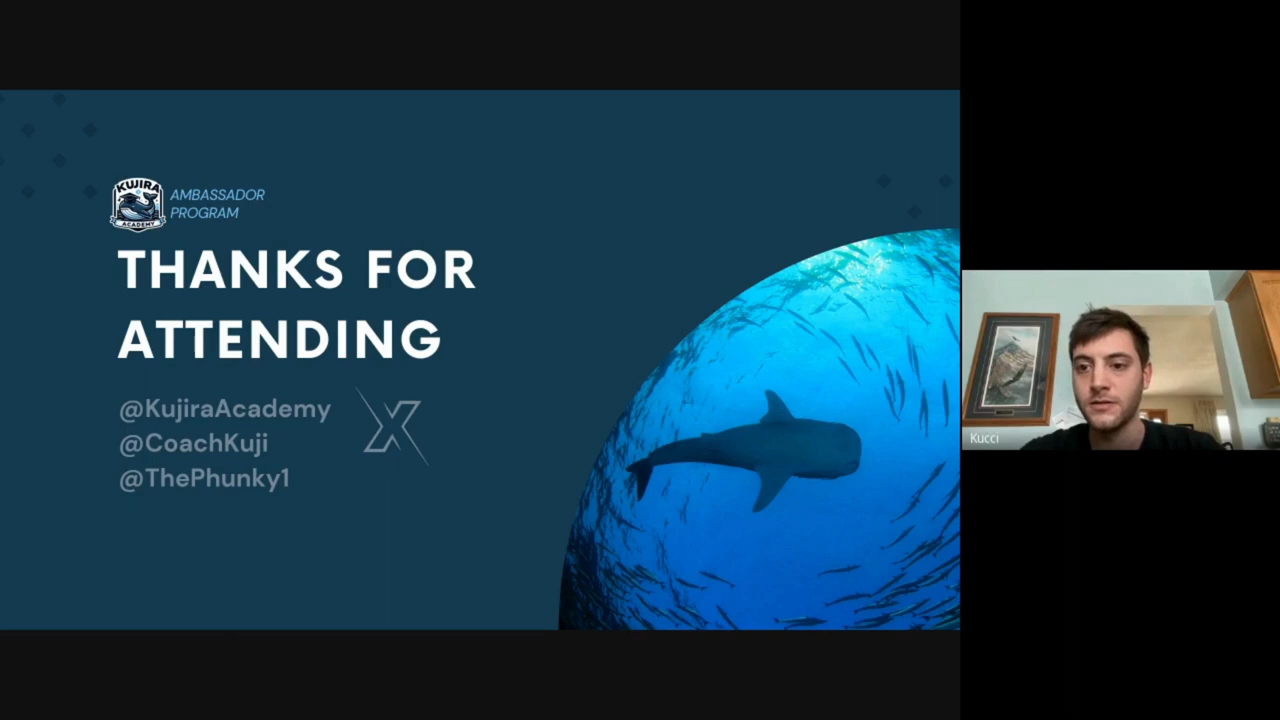 KUJIRA
ACADEMY
AMBASSADOR
PROGRAM
THANKS FOR
ATTENDING
@KujiraAcademy
@CoachKuji
@ThePhunky1
X
Kucci